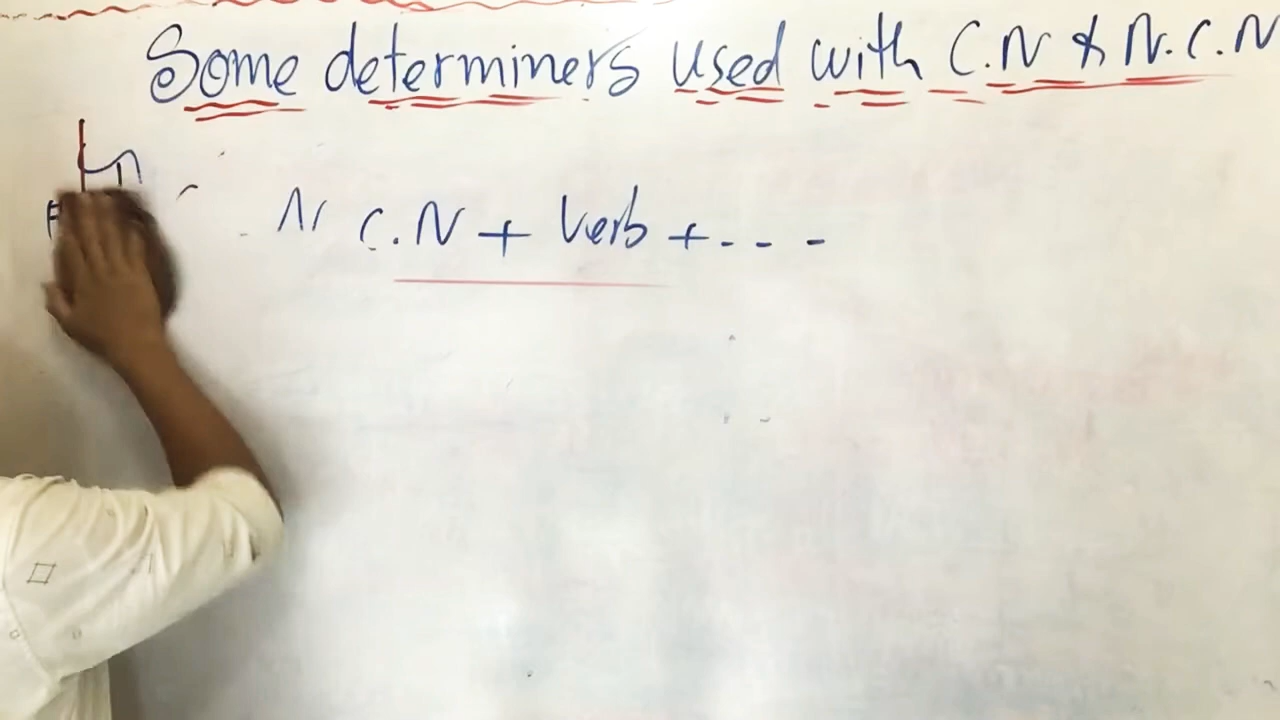 Some determiners used with C.N & N.C.N
C.N + Verb + - - -